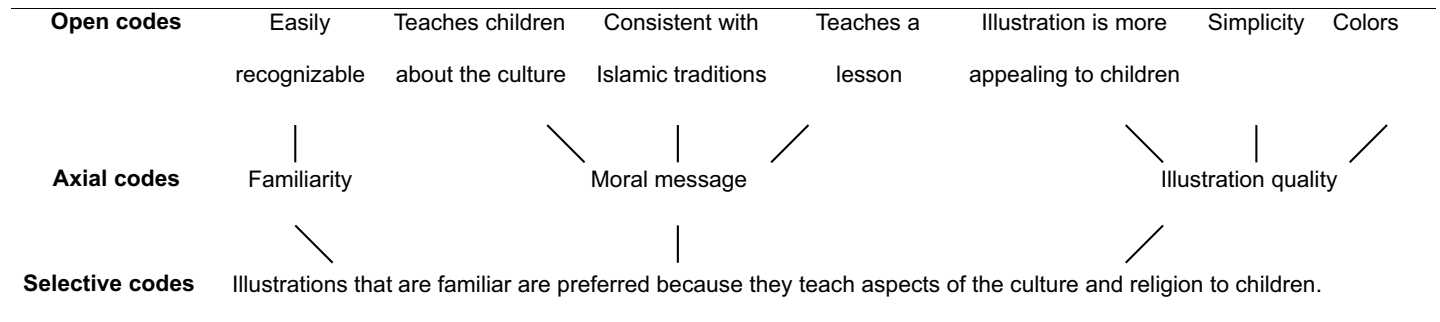 Open codes Easily Teaches children Consistent with Teaches a Illustration is more Simplicity Colors
recognizable about the culture Islamic traditions lesson appealing to children
Axial codes Familiarity Moral message Illustration quality
Selective codes Illustrations that are familiar are preferred because they teach aspects of the culture and religion to children.